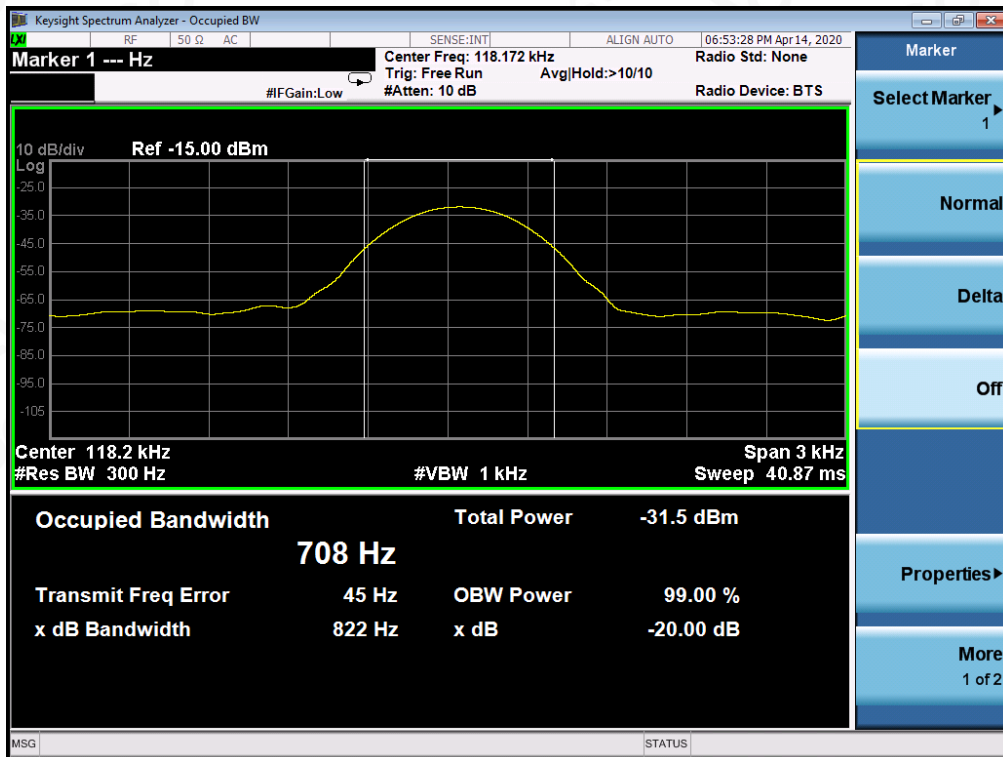 Keysight Spectrum Analyzer - Occupied BW
LXI RF 50 Ω AC SENSE:INT ALIGN AUTO 06:53:28 PM Apr 14, 2020
Marker 1 --- Hz
Center Freq: 118.172 kHz Radio Std: None
Trig: Free Run Avg|Hold:>10/10
#IFGain:Low #Atten: 10 dB Radio Device: BTS
10 dB/div Ref -15.00 dBm
Log
-25.0
-35.0
-45.0
-55.0
-65.0
-75.0
-85.0
-95.0
-105
Center 118.2 kHz Span 3 kHz
#Res BW 300 Hz #VBW 1 kHz Sweep 40.87 ms
Occupied Bandwidth Total Power -31.5 dBm
708 Hz
Transmit Freq Error 45 Hz OBW Power 99.00 %
x dB Bandwidth 822 Hz x dB -20.00 dB
MSG STATUS
Marker
Select Marker
1
Normal
Delta
Off
Properties
More
1 of 2